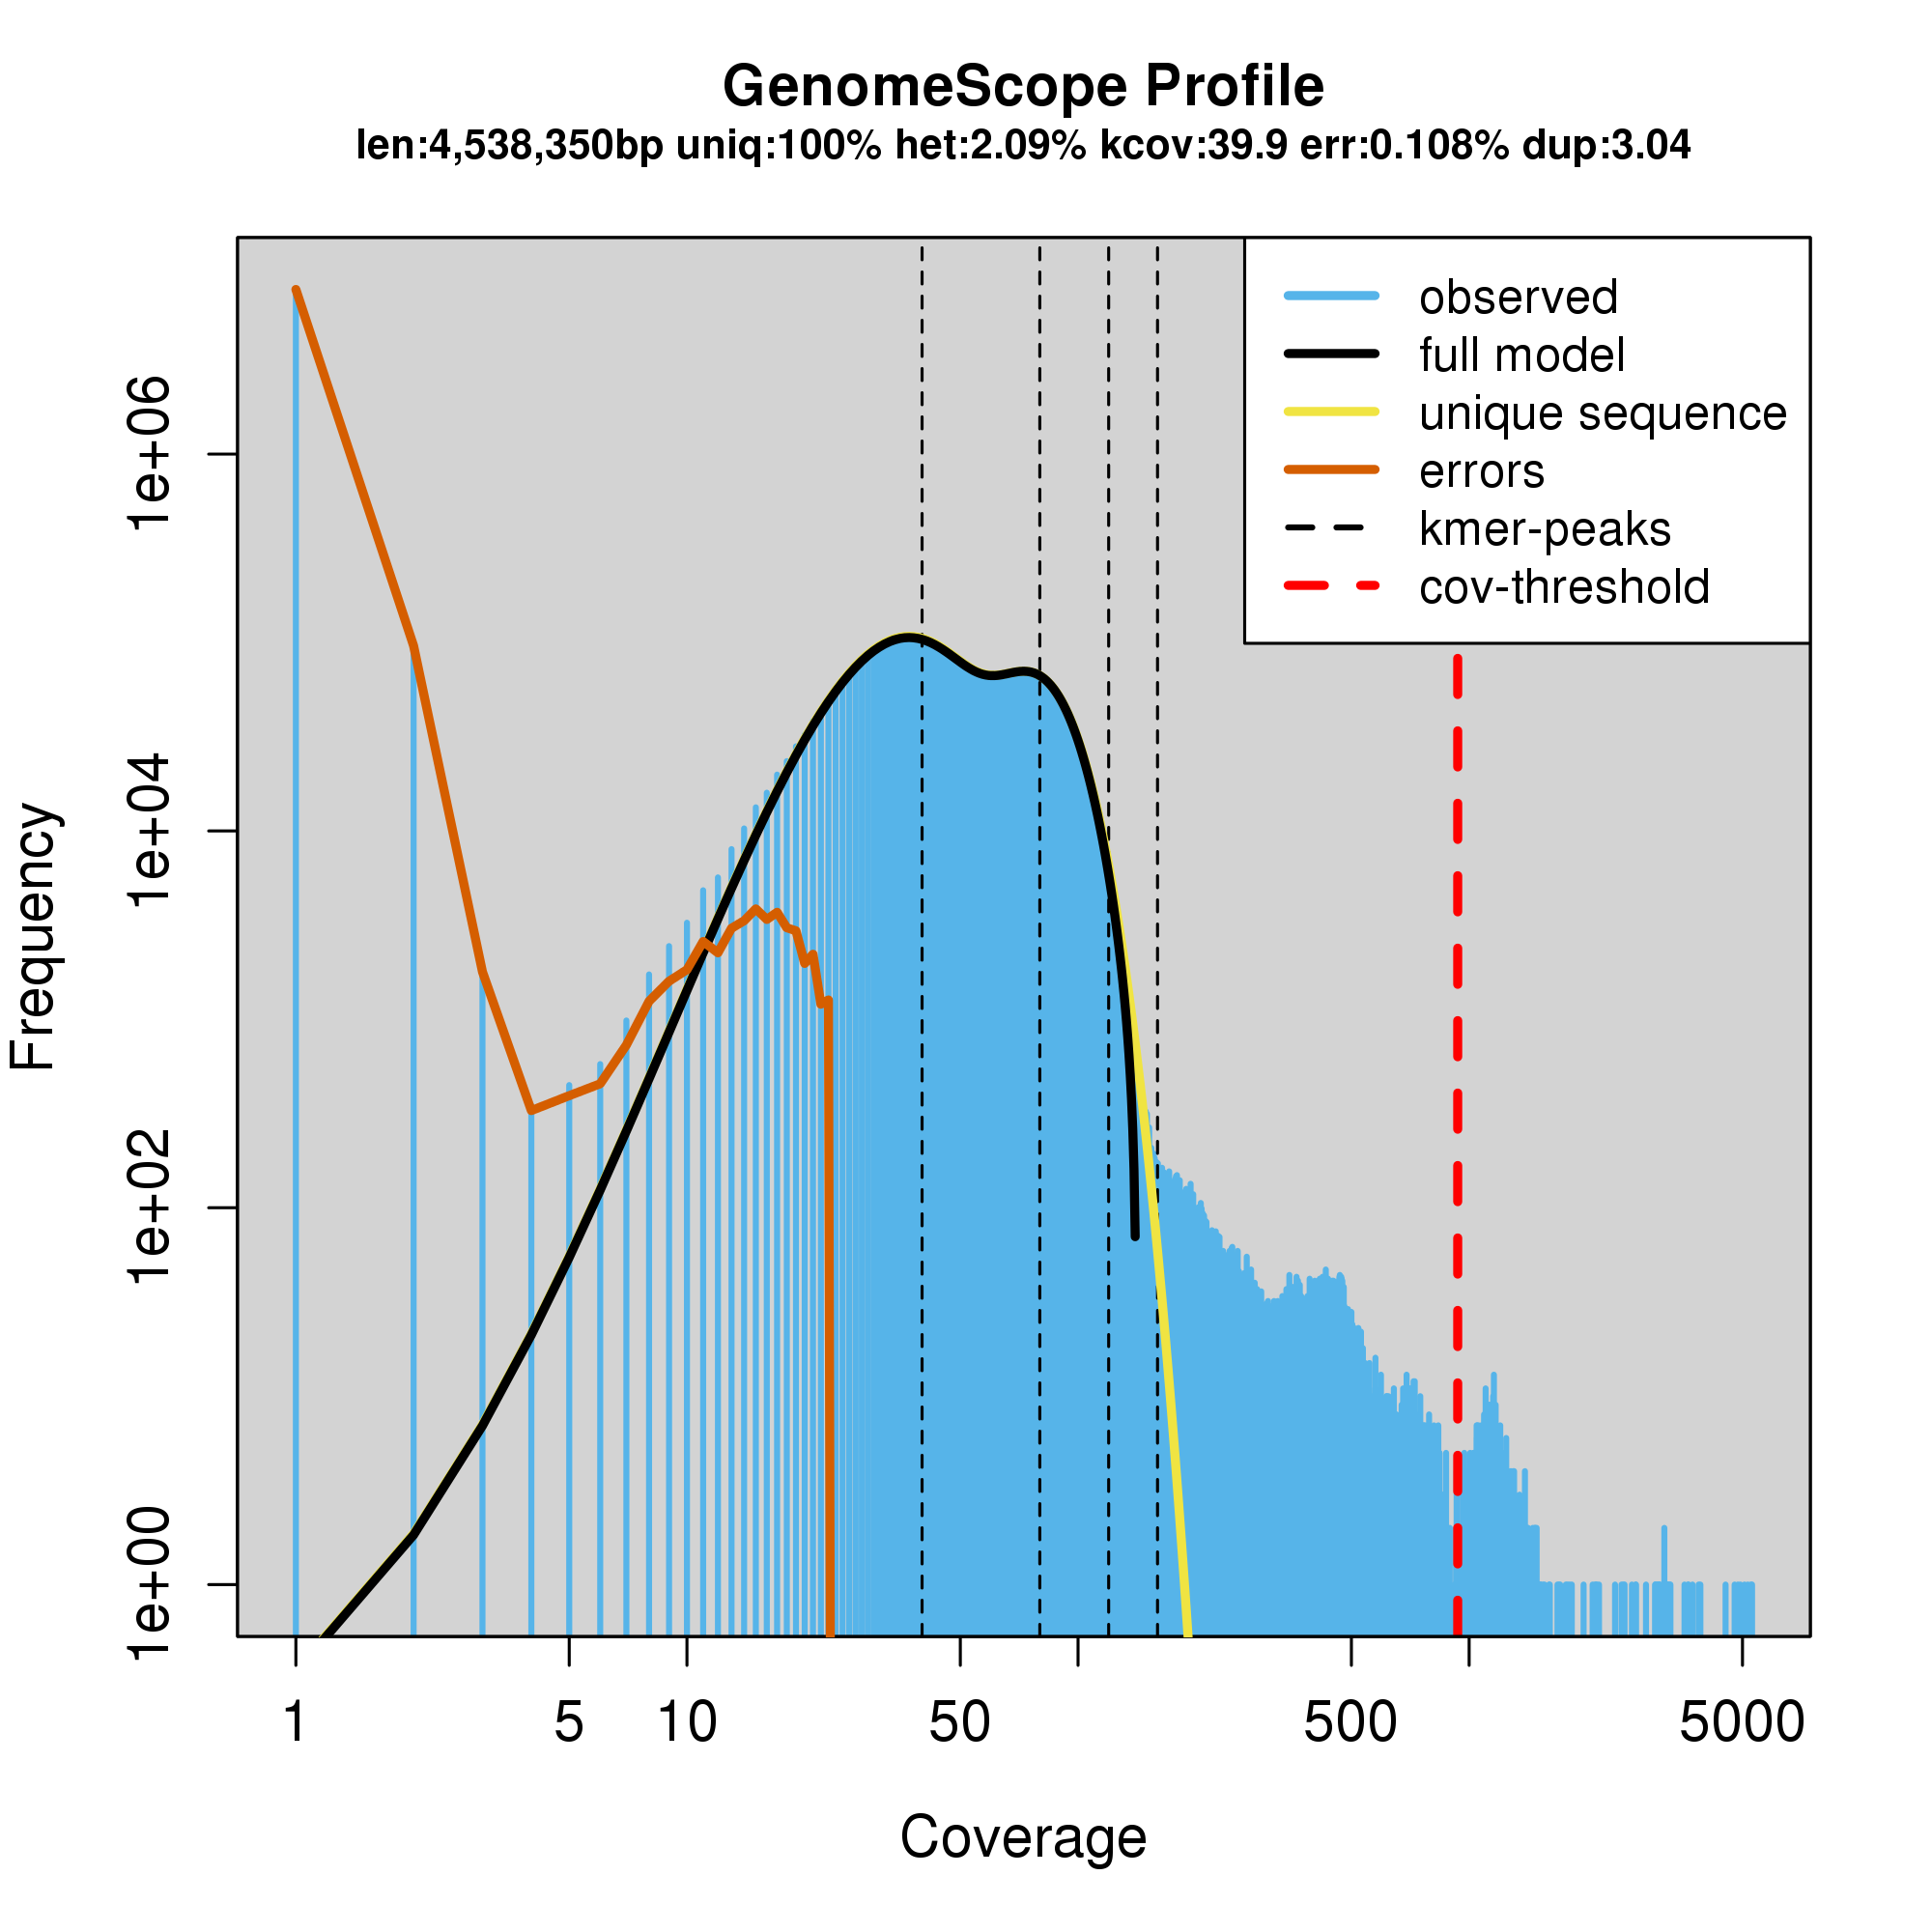 GenomeScope Profile
len:4,538,350bp uniq:100% het:2.09% kcov:39.9 err:0.108% dup:3.04
observed
full model
unique sequence
errors
kmer-peaks
cov-threshold
Frequency
1e+06
1e+04
1e+02
1e+00
1 5 10 50 500 5000
Coverage